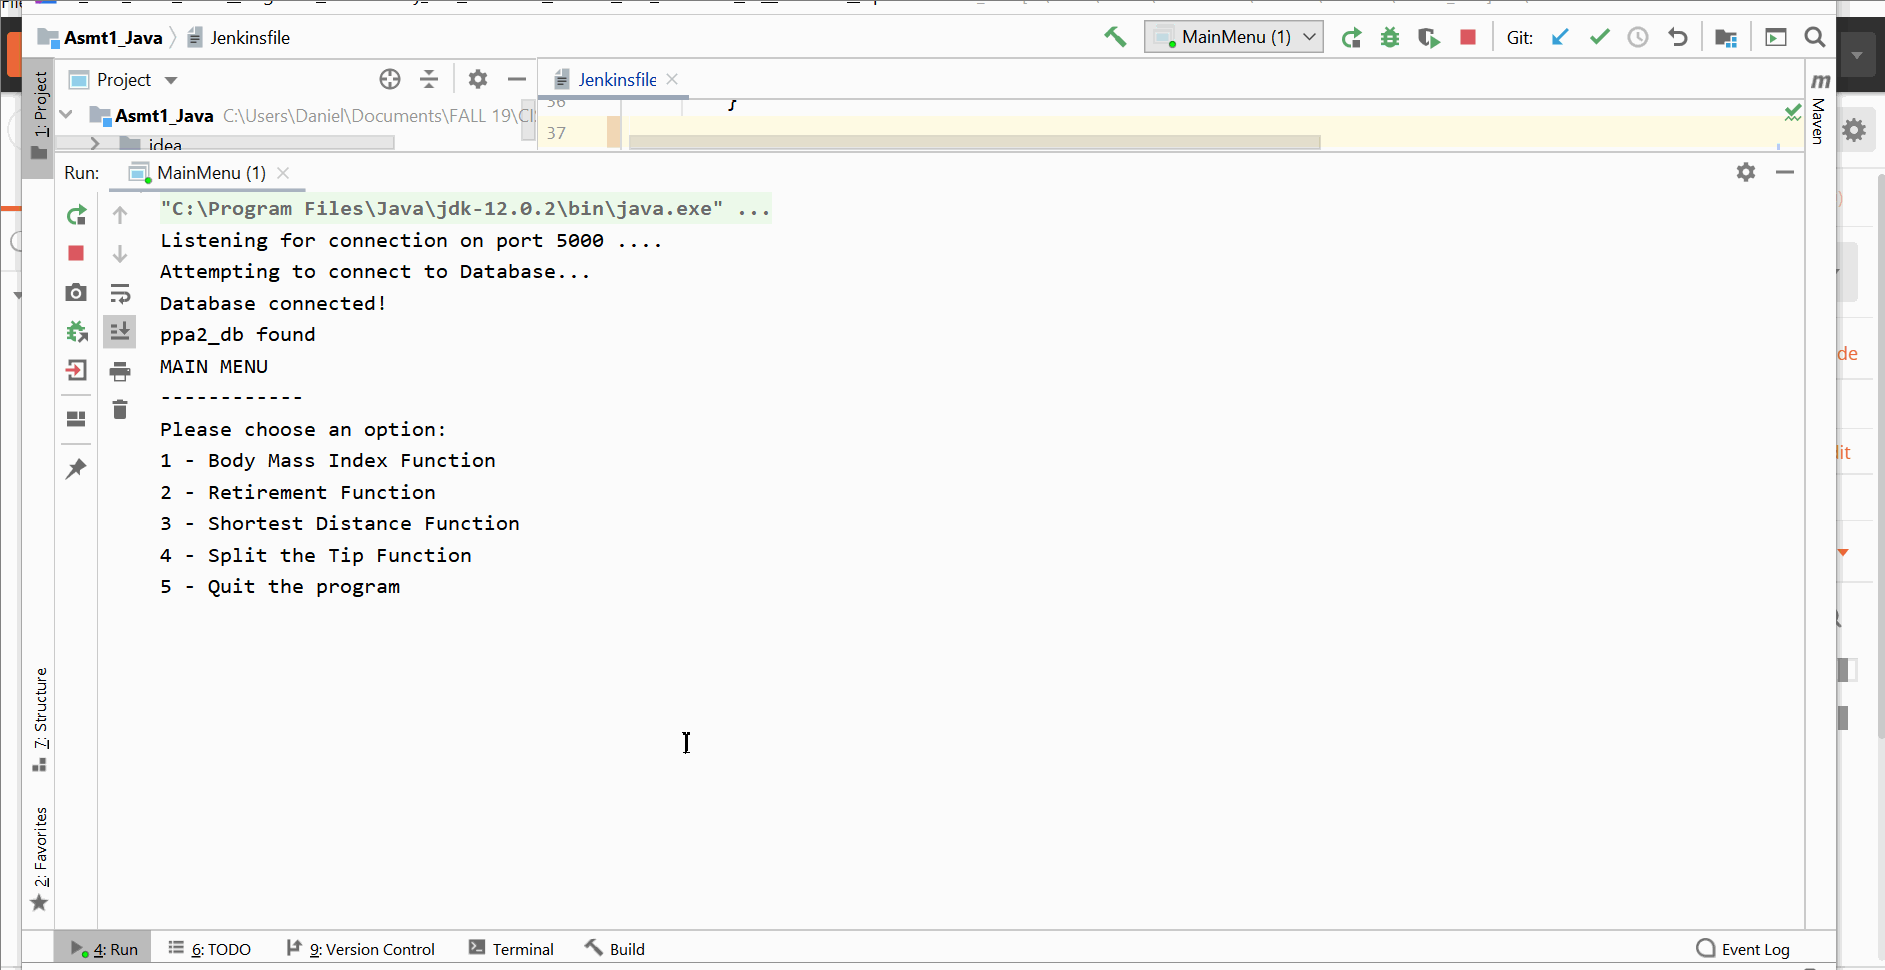 Asmt1_Java Jenkinsfile MainMenu (1) Git:
1: Project Project Jenkinsfile
Asmt1_Java C:\Users\Daniel\Documents\FALL 19\CI
36 }
idea 37
m Maven
Run: MainMenu (1)
"C:\Program Files\Java\jdk-12.0.2\bin\java.exe" ...
Listening for connection on port 5000 ....
Attempting to connect to Database...
Database connected!
ppa2_db found
MAIN MENU
------------
Please choose an option:
1 - Body Mass Index Function
2 - Retirement Function
3 - Shortest Distance Function
4 - Split the Tip Function
5 - Quit the program
de
lit
7: Structure
2: Favorites
4: Run 6: TODO 9: Version Control Terminal Build Event Log